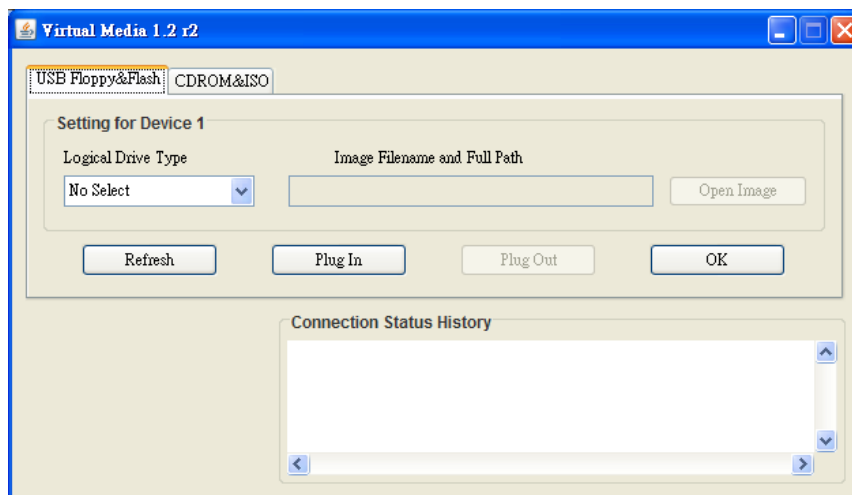 Virtual Media 1.2 r2
USB Floppy&Flash CDROM&ISO
Setting for Device 1
Logical Drive Type Image Filename and Full Path
No Select Open Image
Refresh Plug In Plug Out OK
Connection Status History